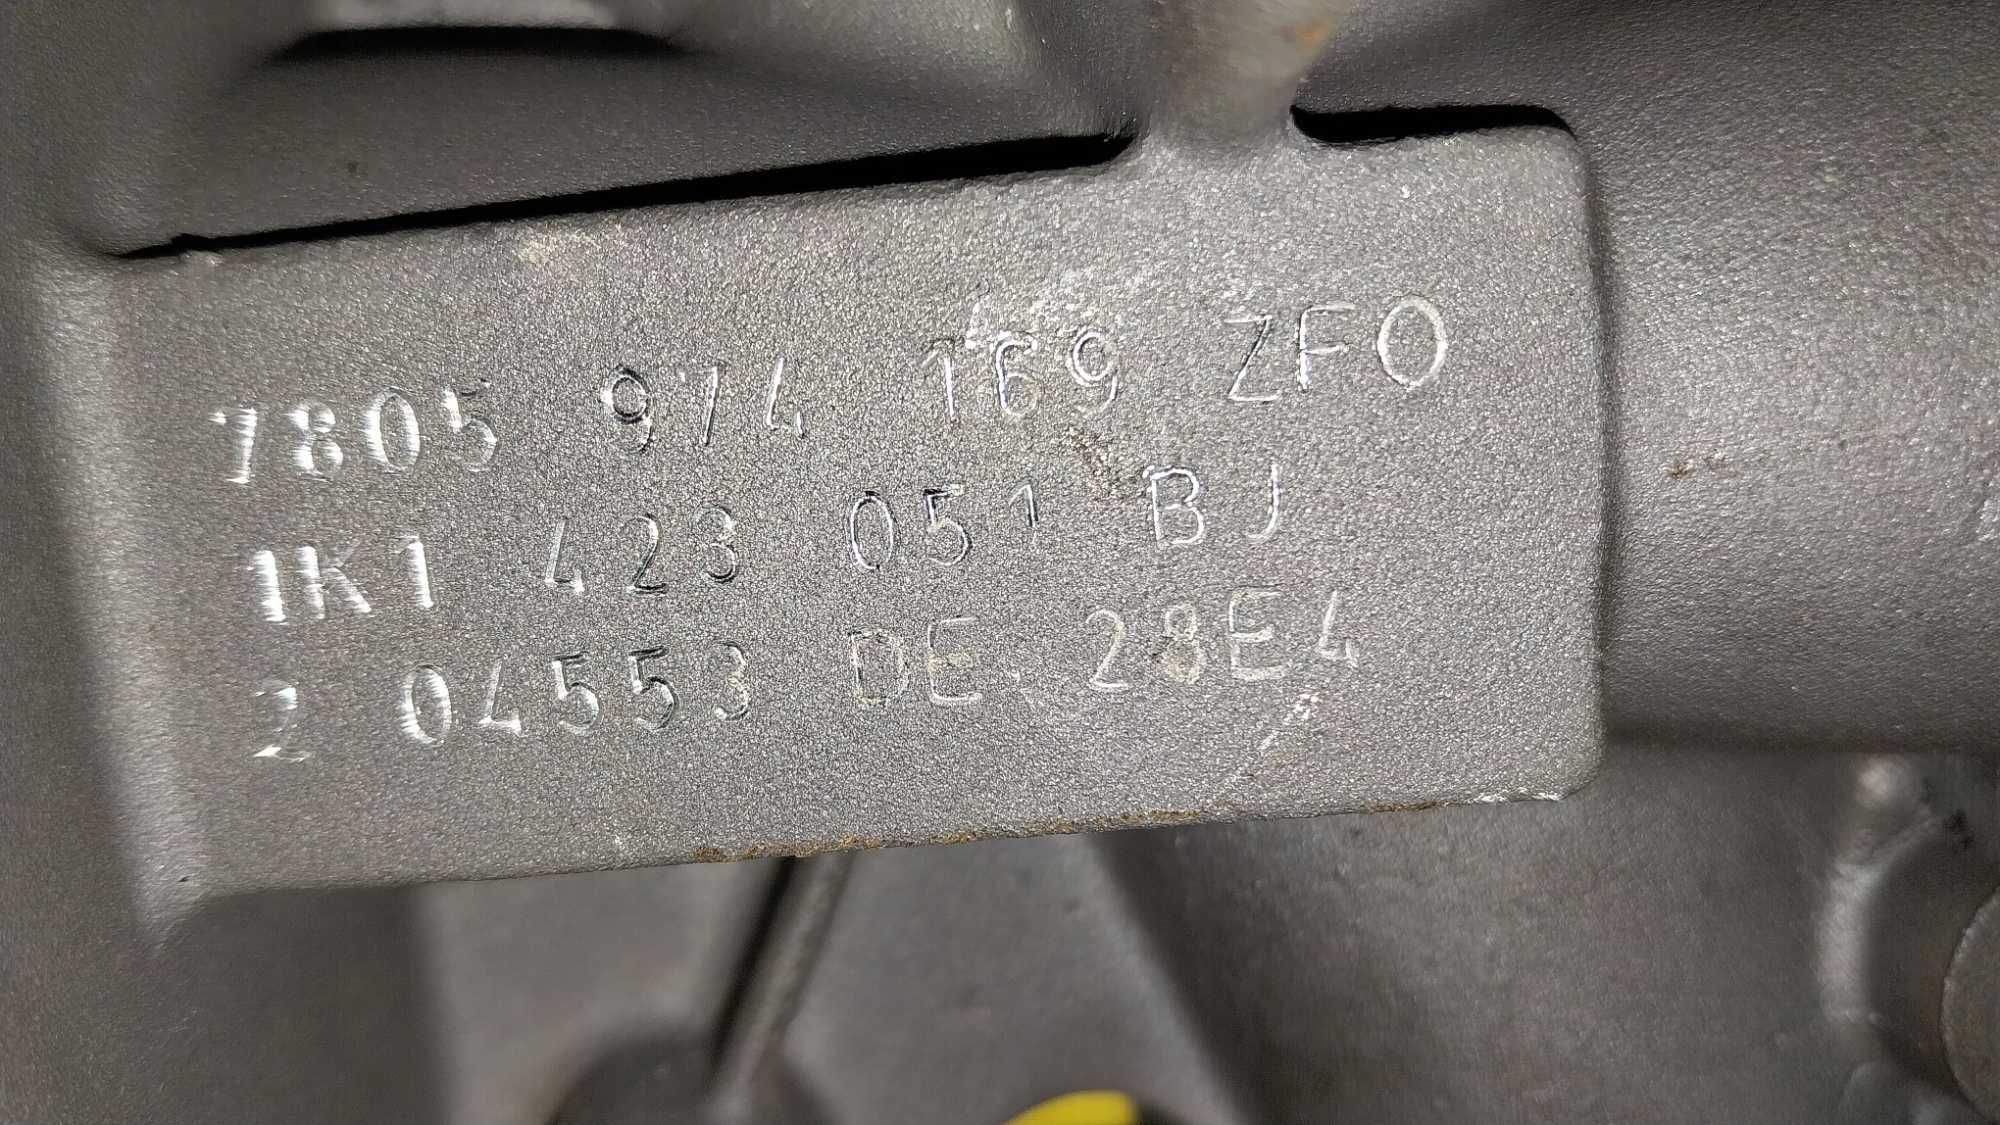 7805 974 169 ZFO
1K1 423 051 BJ
2 04553 DE 28E4